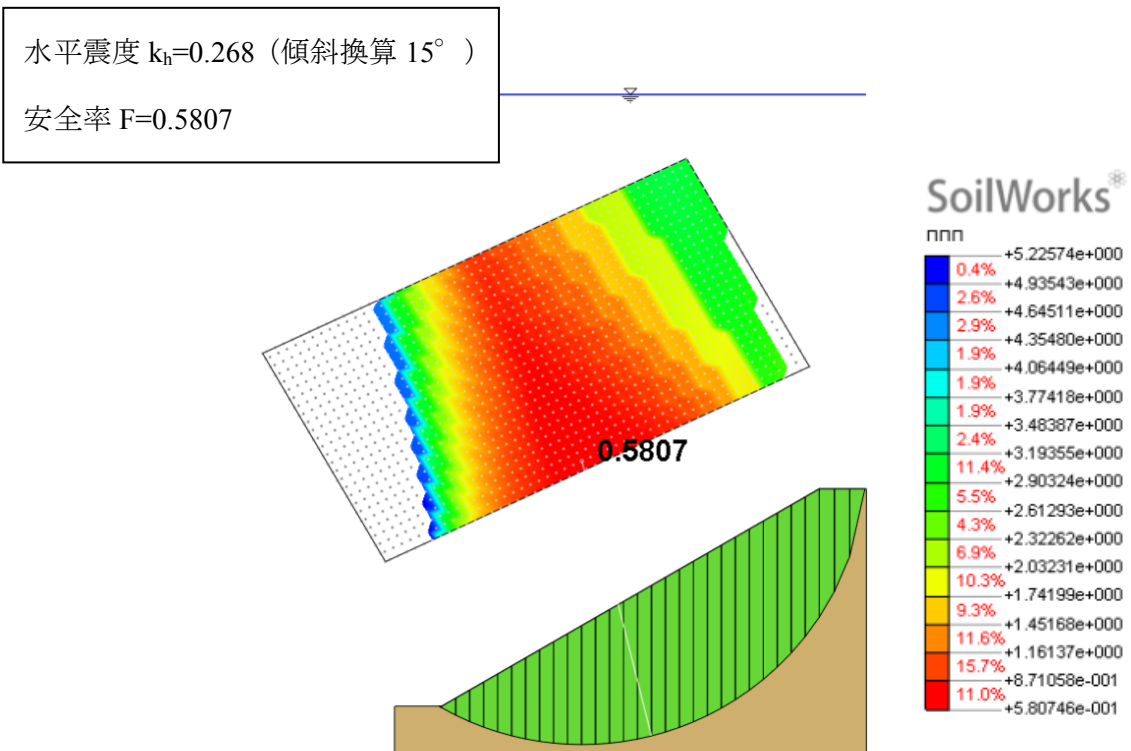 水平震度 kh=0.268（傾斜換算 15°）
安全率 F=0.5807
SoilWorks
ппп
+5.22574e+000
0.4%
+4.93543e+000
2.6%
+4.64511e+000
2.9%
+4.35480e+000
1.9%
+4.06449e+000
1.9%
+3.77418e+000
1.9%
+3.48387e+000
2.4%
+3.19355e+000
11.4%
+2.90324e+000
5.5%
+2.61293e+000
4.3%
+2.32262e+000
6.9%
+2.03231e+000
10.3%
+1.74199e+000
9.3%
+1.45168e+000
11.6%
+1.16137e+000
15.7%
+8.71058e-001
11.0%
+5.80746e-001
0.5807